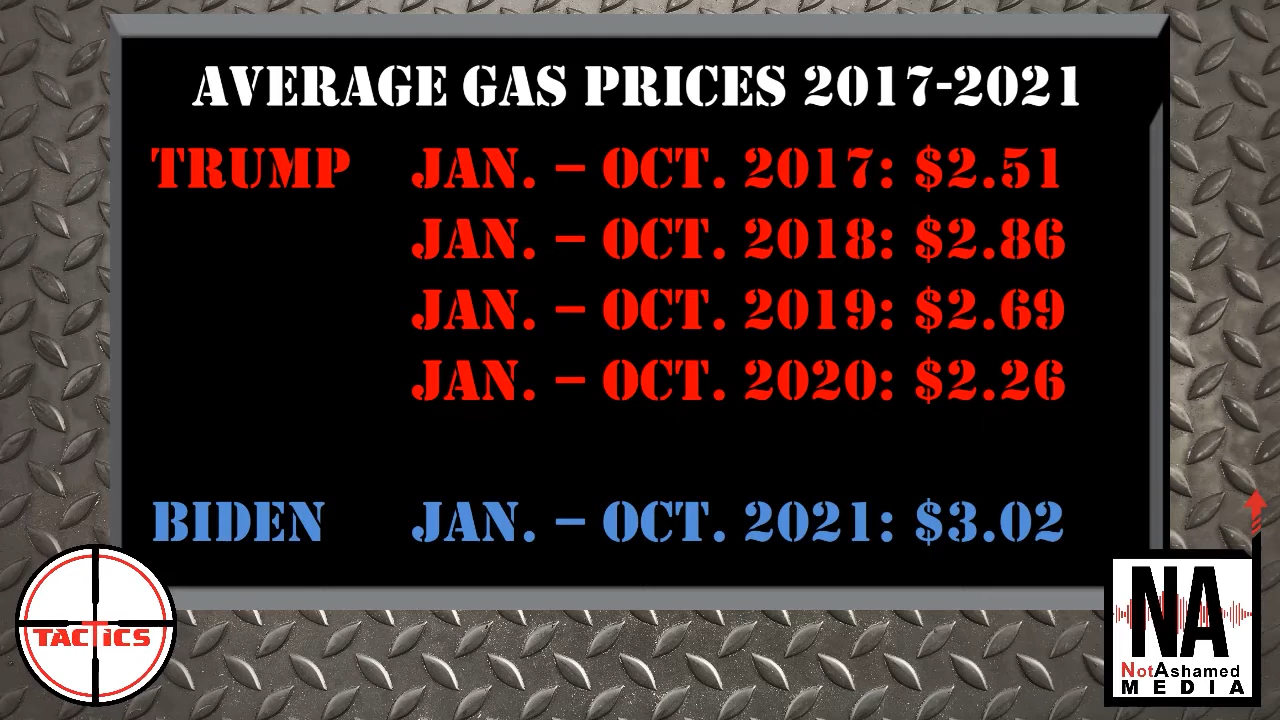 AVERAGE GAS PRICES 2017-2021
TRUMP JAN. – OCT. 2017: $2.51
JAN. – OCT. 2018: $2.86
JAN. – OCT. 2019: $2.69
JAN. – OCT. 2020: $2.26
BIDEN JAN. – OCT. 2021: $3.02
TACTICS
NA
NotAshamed
MEDIA